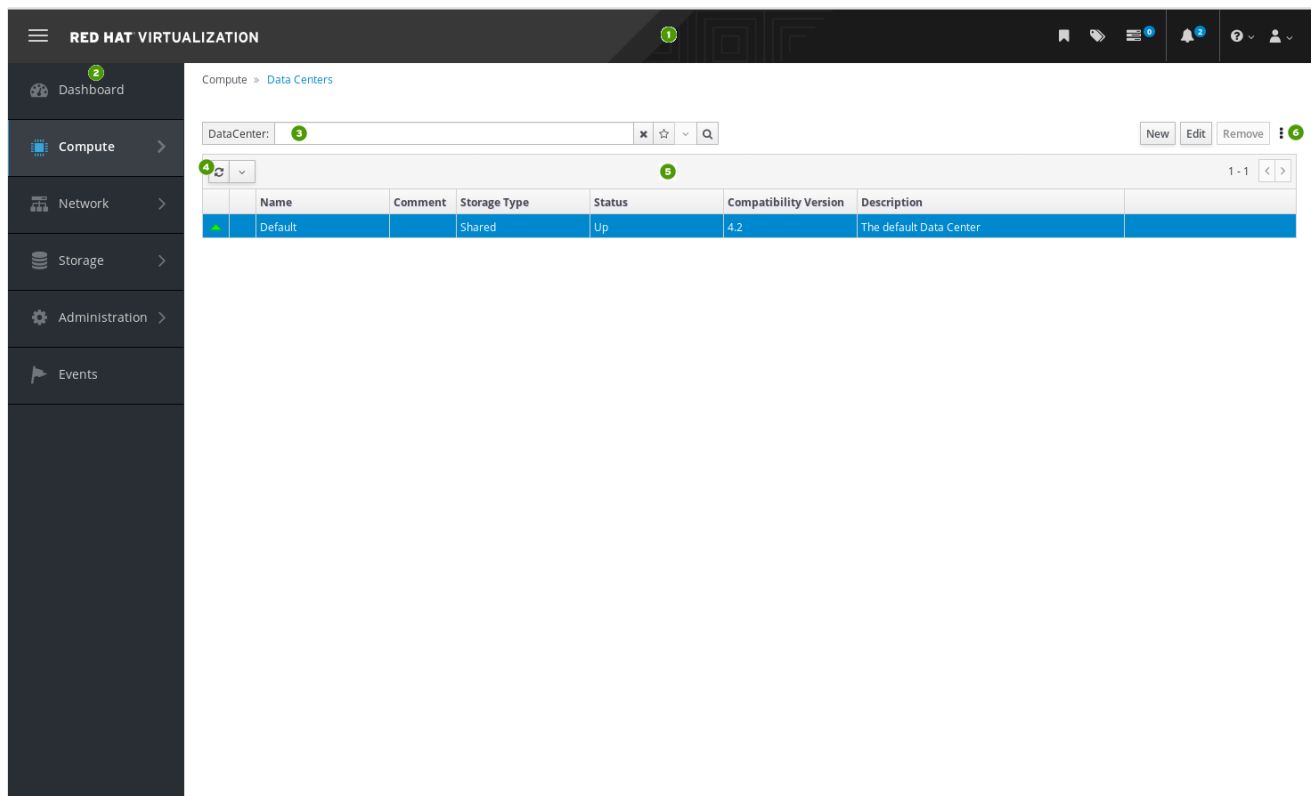 RED HAT VIRTUALIZATION 1 0 2
2
Dashboard
Compute
Network
Storage
Administration
Events
Compute » Data Centers
DataCenter: 3 New Edit Remove 6
4 5 1 - 1
Name Comment Storage Type Status Compatibility Version Description
Default Shared Up 4.2 The default Data Center